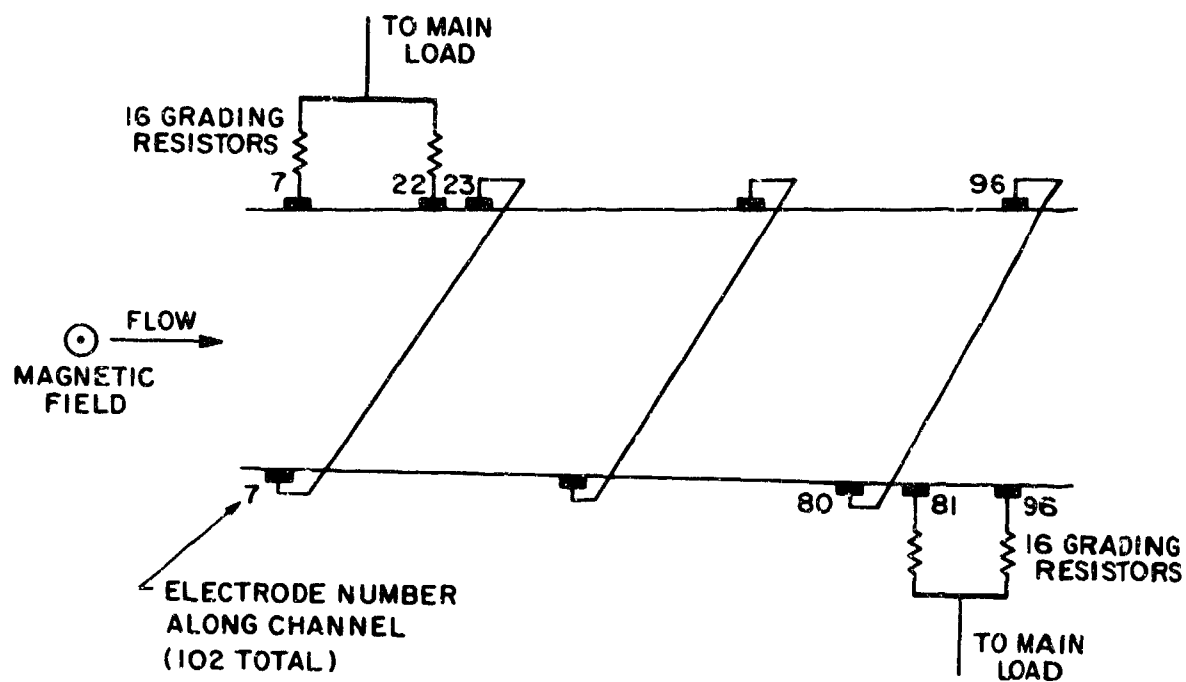 TO MAIN
LOAD
16 GRADING
RESISTORS
7
22 23
96
FLOW
MAGNETIC
FIELD
7
80
81
96
16 GRADING
RESISTORS
ELECTRODE NUMBER
ALONG CHANNEL
(102 TOTAL)
TO MAIN
LOAD